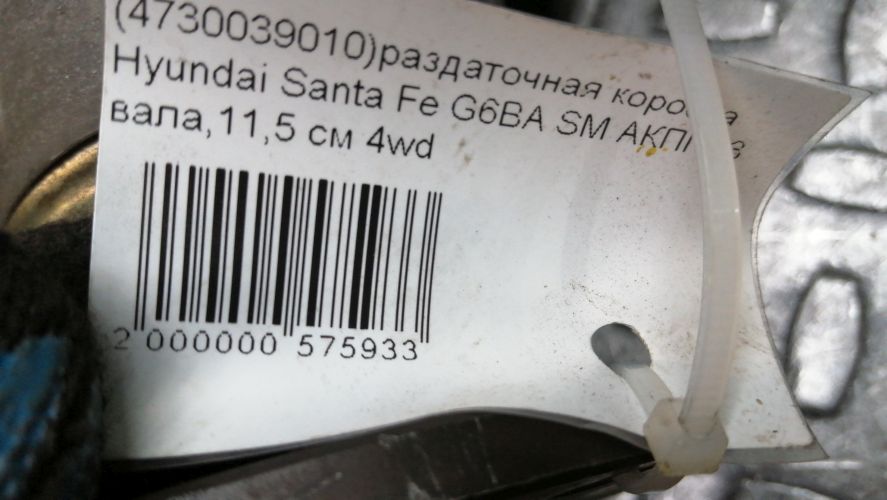 (4730039010)раздаточная
Hyundai Santa Fe G6BA SM
вала,11,5 см 4wd
2 000000 575933